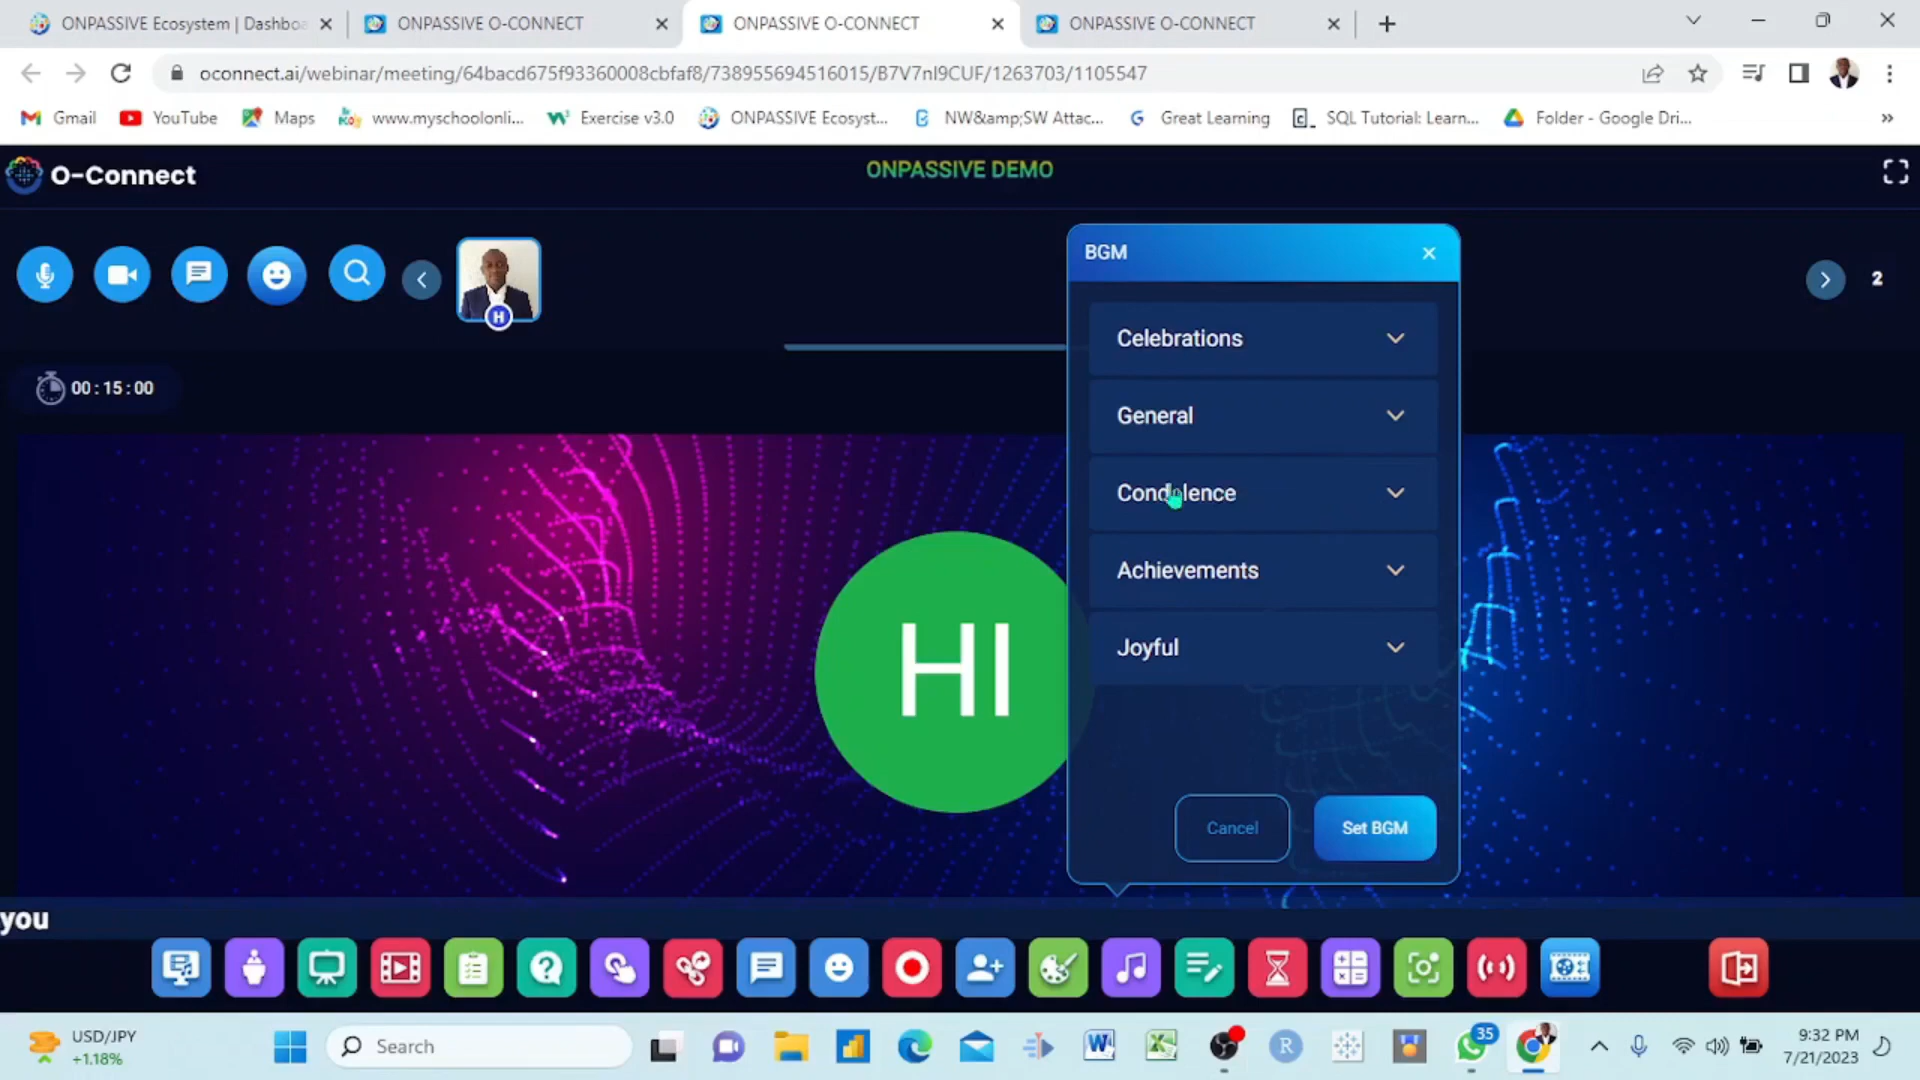 ONPASSIVE Ecosystem | Dashboa
ONPASSIVE O-CONNECT
ONPASSIVE O-CONNECT
ONPASSIVE O-CONNECT
oconnect.ai/webinar/meeting/64bacd675f93360008cbfaf8/738955694516015/B7V7nI9CUF/1263703/1105547
Gmail
YouTube
Maps
www.myschoolonli...
Exercise v3.0
ONPASSIVE Ecosyst...
NW&amp;SW Attac...
Great Learning
SQL Tutorial: Learn...
Folder - Google Dri...
O-Connect
ONPASSIVE DEMO
H
2
00:15:00
BGM
Celebrations
General
Condolence
Achievements
Joyful
Cancel
Set BGM
HI
you
USD/JPY
+1.18%
Search
35
9:32 PM
7/21/2023